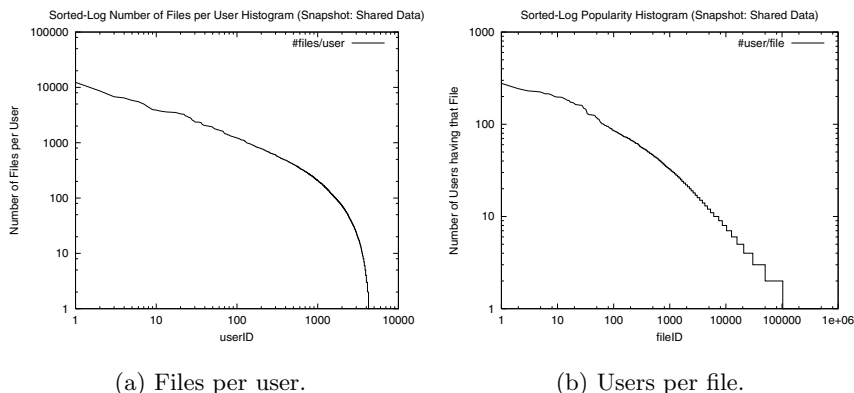 Sorted-Log Number of Files per User Histogram (Snapshot: Shared Data)
#files/user
Number of Files per User
100000
10000
1000
100
10
1
1 10 100 1000 10000
userID
(a) Files per user.
Sorted-Log Popularity Histogram (Snapshot: Shared Data)
#user/file
Number of Users having that File
1000
100
10
1
1 10 100 1000 10000 100000 1e+06
fileID
(b) Users per file.